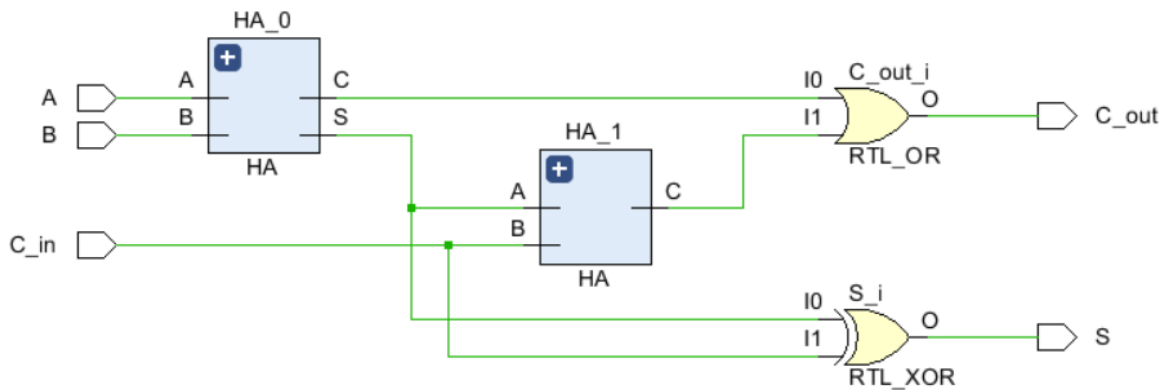 HA_0
A
A
C
B
B
S
HA
HA_1
A
C
B
HA
C_in
I0
C_out_i
O
C_out
I1
RTL_OR
I0
S_i
O
S
I1
RTL_XOR